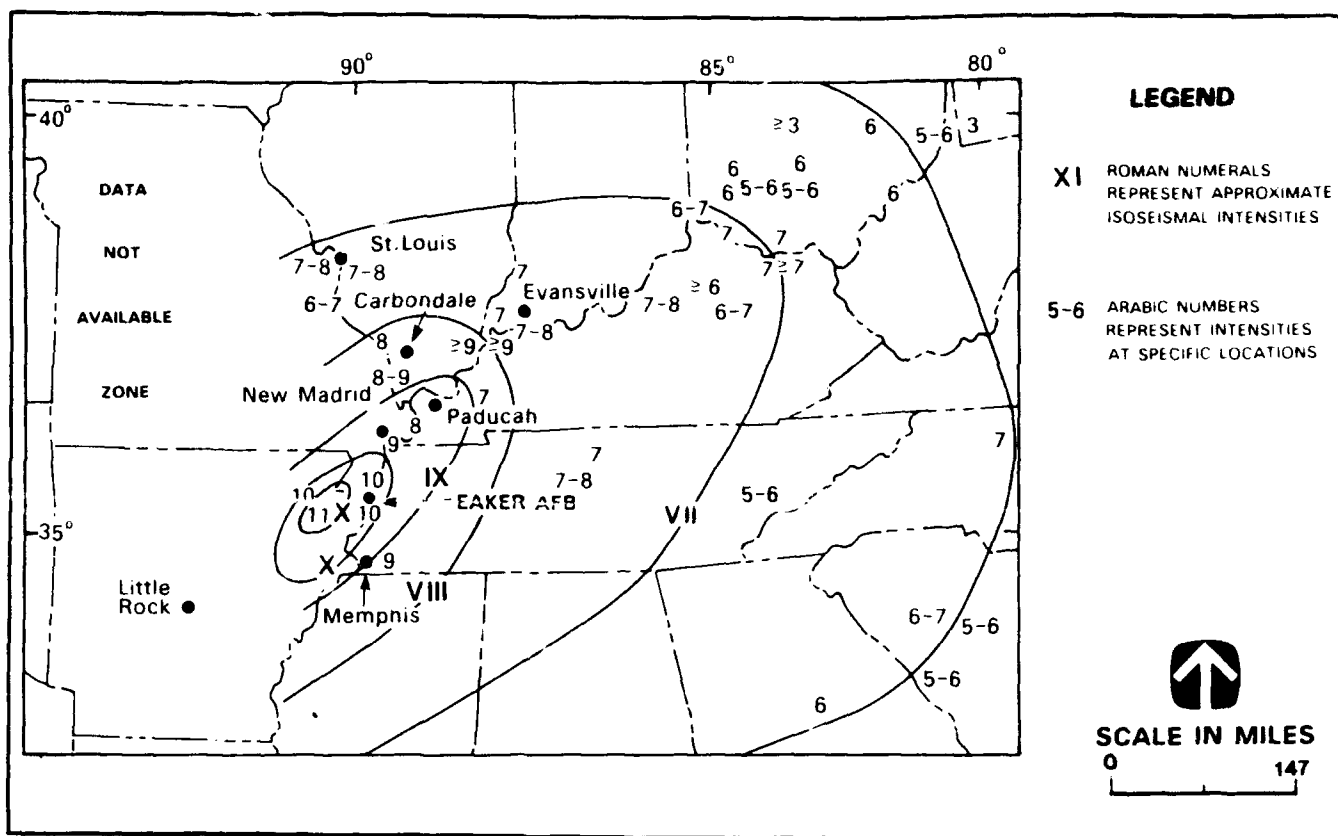 90°
85°
80°
40°
≥3
6
5-6
3
DATA
6
6
6
5-6
5-6
6
NOT
6-7
7
7
St. Louis
7-8
7-8
7
7
≥7
≥6
AVAILABLE
6-7
Carbondale
Evansville
7-8
6-7
7
7-8
8
≥9
≥9
ZONE
8-9
New Madrid
7
Paducah
8
9
7
7
10
10
IX
7-8
5-6
11
X
10
EAKER AFB
VII
35°
X
9
Little
Rock
VIII
Memphis
6-7
5-6
5-6
6
LEGEND
XI
ROMAN NUMERALS
REPRESENT APPROXIMATE
ISOSEISMAL INTENSITIES
5-6
ARABIC NUMBERS
REPRESENT INTENSITIES
AT SPECIFIC LOCATIONS
SCALE IN MILES
0
147